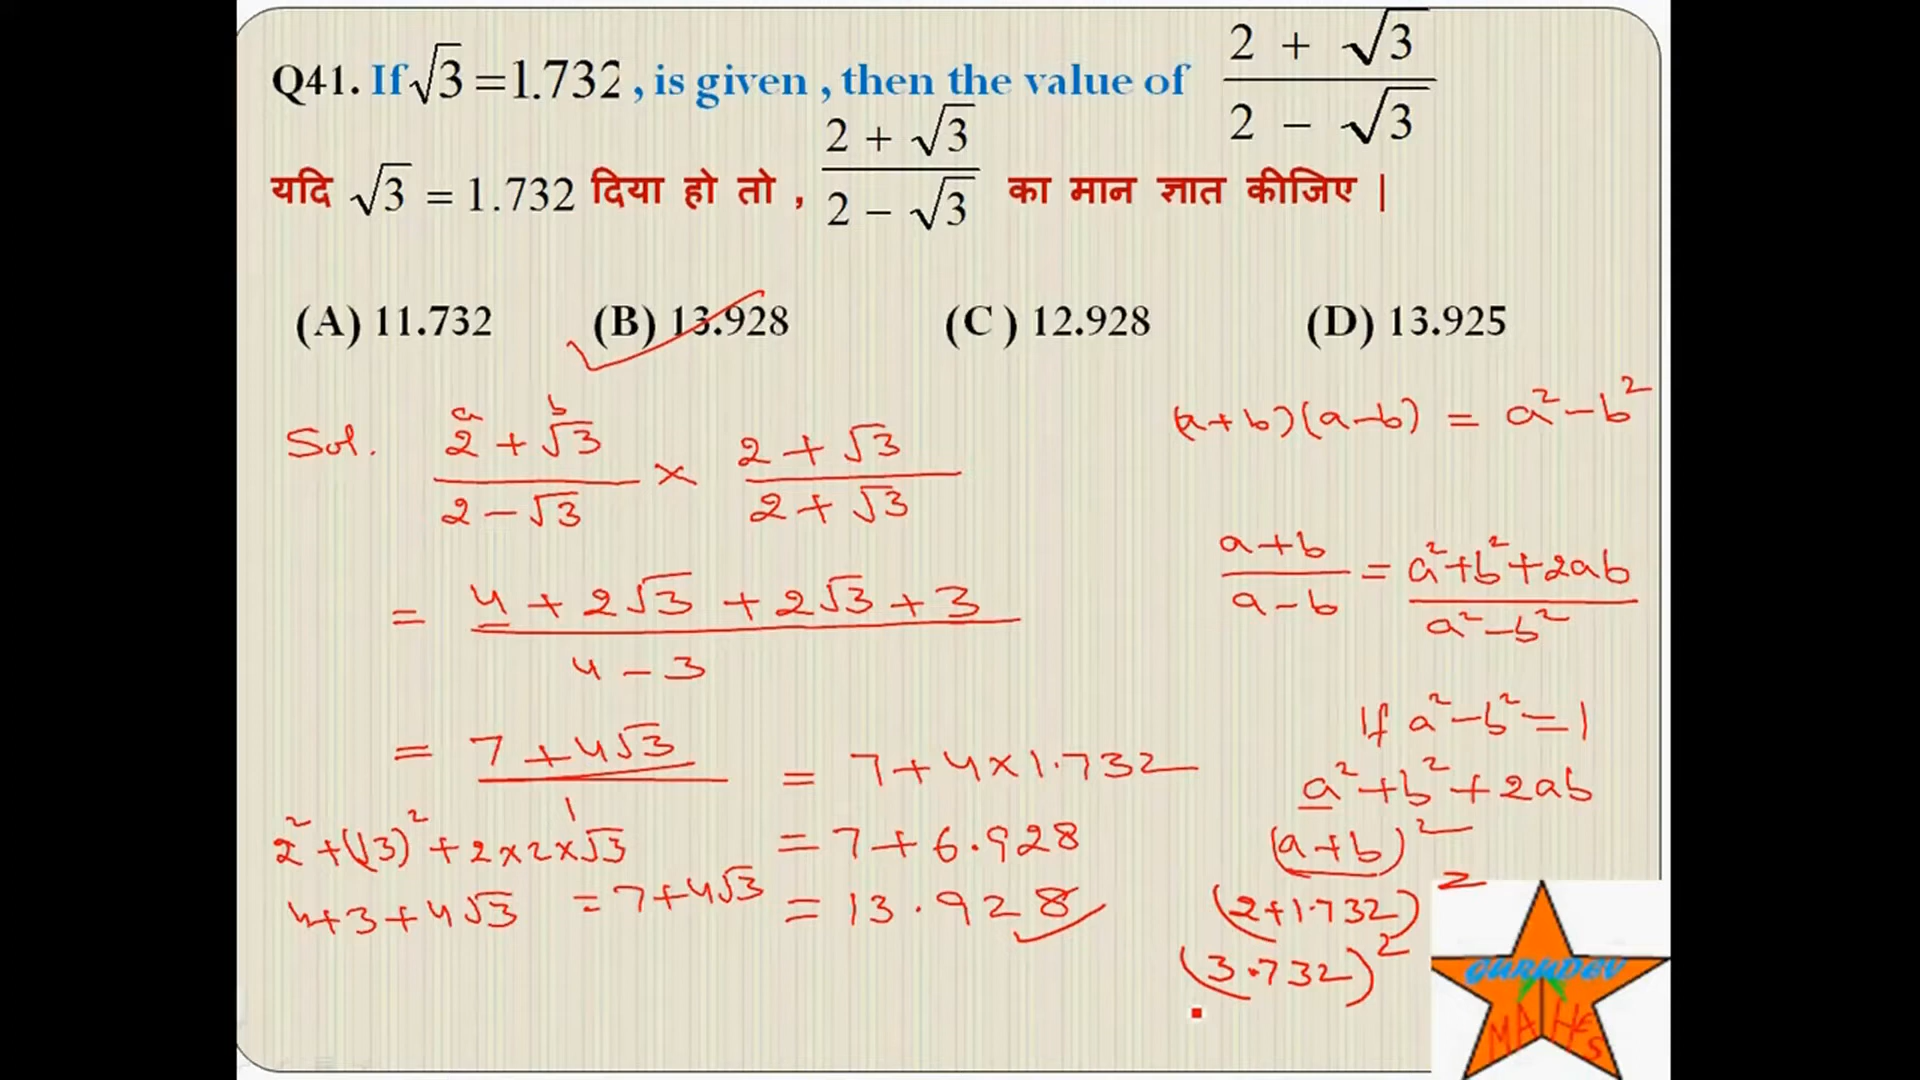 Q41. If √3 = 1.732 , is given , then the value of (2 + √3)/(2 − √3)
यदि √3 = 1.732 दिया हो तो , (2 + √3)/(2 − √3) का मान ज्ञात कीजिए |
(A) 11.732 (B) 13.928 (C ) 12.928 (D) 13.925
Sol. a b
(2 + √3)/(2 − √3) × (2 + √3)/(2 + √3)
= (4 + 2√3 + 2√3 + 3)/(4 − 3)
= (7 + 4√3)/1
= 7 + 4 × 1.732
= 7 + 6.928
= 13.928
2² + (√3)² + 2 × 2 × √3
4 + 3 + 4√3 = 7 + 4√3
(a + b)(a − b) = a² − b²
(a + b)/(a − b) = (a² + b² + 2ab)/(a² − b²)
If a² − b² = 1
a² + b² + 2ab
(a + b)²
(2 + 1.732)²
(3.732)²
GURUDEV
MATHES